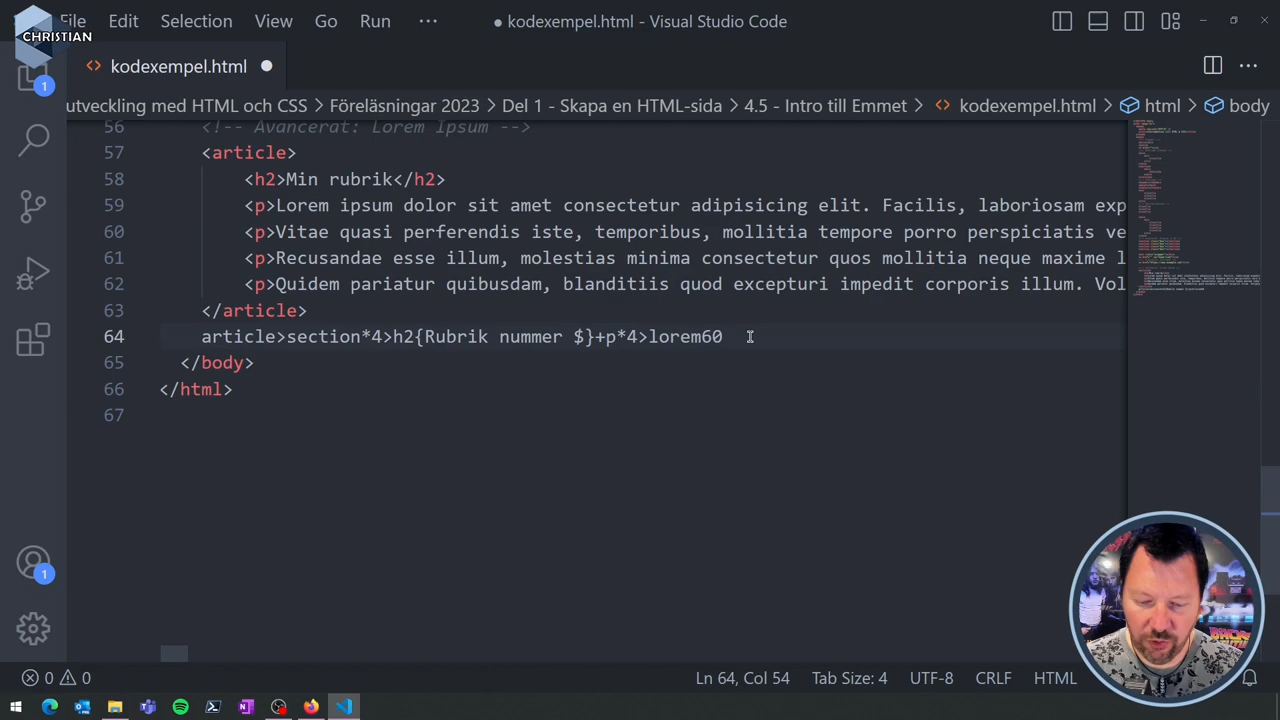 CHRISTIAN
File Edit Selection View Go Run ··· ● kodexempel.html - Visual Studio Code
kodexempel.html
1
utveckling med HTML och CSS > Föreläsningar 2023 > Del 1 - Skapa en HTML-sida > 4.5 - Intro till Emmet > kodexempel.html > html > body
56 <!-- Avancerat: Lorem Ipsum -->
57 <article>
58 <h2>Min rubrik</h2>
59 <p>Lorem ipsum dolor sit amet consectetur adipisicing elit. Facilis, laboriosam exp
60 <p>Vitae quasi perferendis iste, temporibus, mollitia tempore porro perspiciatis ve
61 <p>Recusandae esse illum, molestias minima consectetur quos mollitia neque maxime l
62 <p>Quidem pariatur quibusdam, blanditiis quod excepturi impedit corporis illum. Vol
63 </article>
64 article>section*4>h2{Rubrik nummer $}+p*4>lorem60
65 </body>
66 </html>
67
1
0 0 Ln 64, Col 54 Tab Size: 4 UTF-8 CRLF HTML